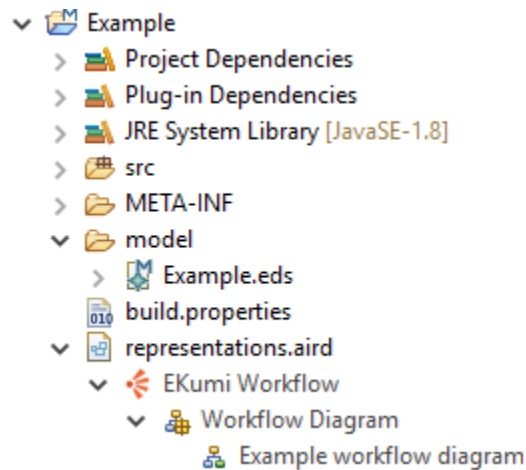 Example
Project Dependencies
Plug-in Dependencies
JRE System Library [JavaSE-1.8]
src
META-INF
model
Example.eds
build.properties
representations.aird
EKumi Workflow
Workflow Diagram
Example workflow diagram